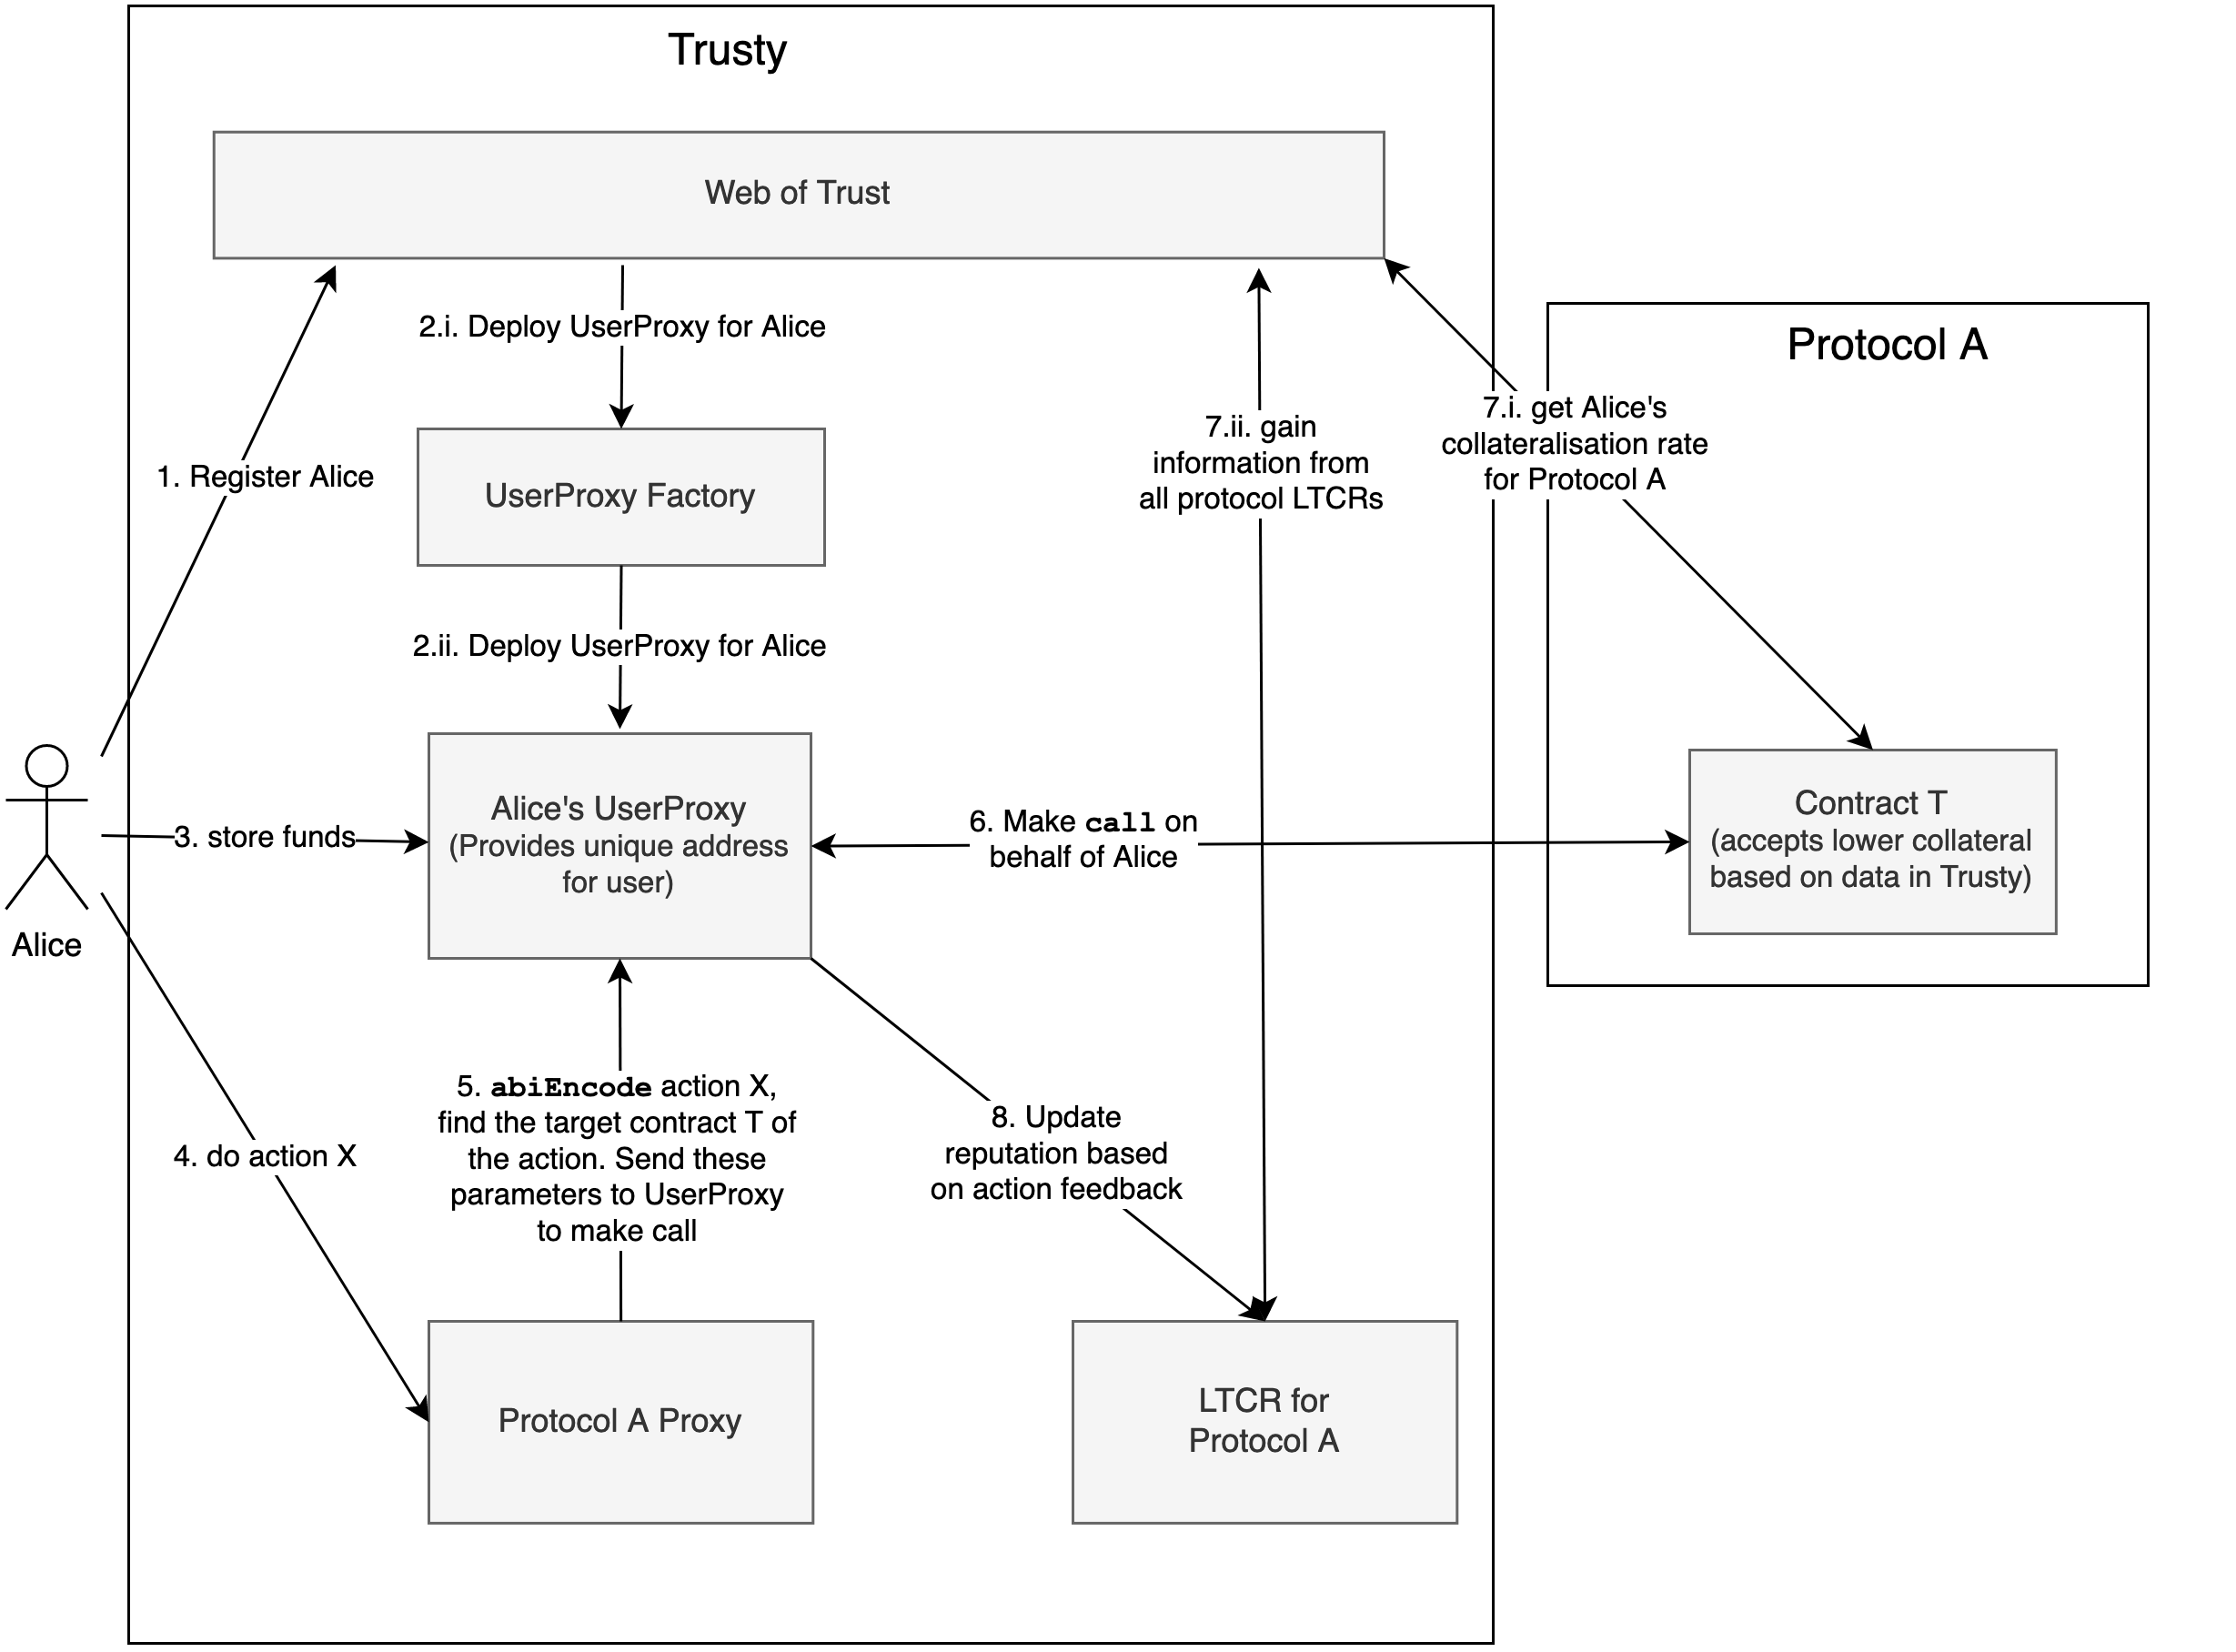 Trusty
Web of Trust
2.i. Deploy UserProxy for Alice
Protocol A
7.i. get Alice's
collateralisation rate
for Protocol A
7.ii. gain
information from
all protocol LTCRs
1. Register Alice
UserProxy Factory
2.ii. Deploy UserProxy for Alice
Alice's UserProxy
(Provides unique address
for user)
3. store funds
6. Make call on
behalf of Alice
Contract T
(accepts lower collateral
based on data in Trusty)
Alice
5. abiEncode action X,
find the target contract T of
the action. Send these
parameters to UserProxy
to make call
8. Update
reputation based
on action feedback
4. do action X
Protocol A Proxy
LTCR for
Protocol A